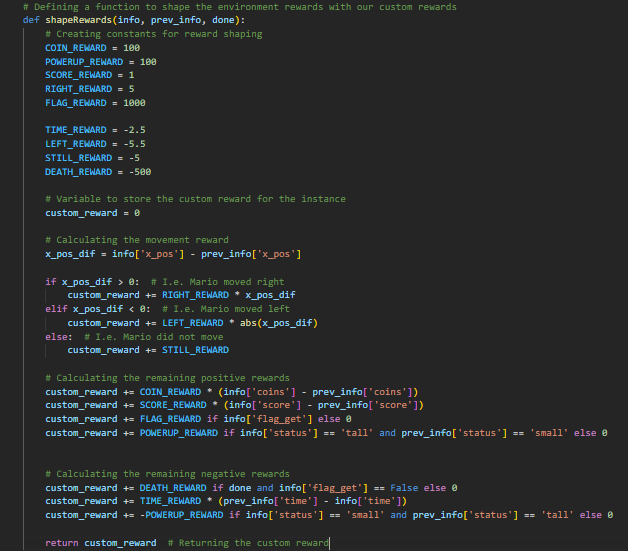 # Defining a function to shape the environment rewards with our custom rewards
def shapeRewards(info, prev_info, done):
    # Creating constants for reward shaping
    COIN_REWARD = 100
    POWERUP_REWARD = 100
    SCORE_REWARD = 1
    RIGHT_REWARD = 5
    FLAG_REWARD = 1000

    TIME_REWARD = -2.5
    LEFT_REWARD = -5.5
    STILL_REWARD = -5
    DEATH_REWARD = -500

    # Variable to store the custom reward for the instance
    custom_reward = 0

    # Calculating the movement reward
    x_pos_dif = info['x_pos'] - prev_info['x_pos']

    if x_pos_dif > 0:  # I.e. Mario moved right
        custom_reward += RIGHT_REWARD * x_pos_dif
    elif x_pos_dif < 0:  # I.e. Mario moved left
        custom_reward += LEFT_REWARD * abs(x_pos_dif)
    else:  # I.e. Mario did not move
        custom_reward += STILL_REWARD

    # Calculating the remaining positive rewards
    custom_reward += COIN_REWARD * (info['coins'] - prev_info['coins'])
    custom_reward += SCORE_REWARD * (info['score'] - prev_info['score'])
    custom_reward += FLAG_REWARD if info['flag_get'] else 0
    custom_reward += POWERUP_REWARD if info['status'] == 'tall' and prev_info['status'] == 'small' else 0


    # Calculating the remaining negative rewards
    custom_reward += DEATH_REWARD if done and info['flag_get'] == False else 0
    custom_reward += TIME_REWARD * (prev_info['time'] - info['time'])
    custom_reward += -POWERUP_REWARD if info['status'] == 'small' and prev_info['status'] == 'tall' else 0

    return custom_reward  # Returning the custom reward